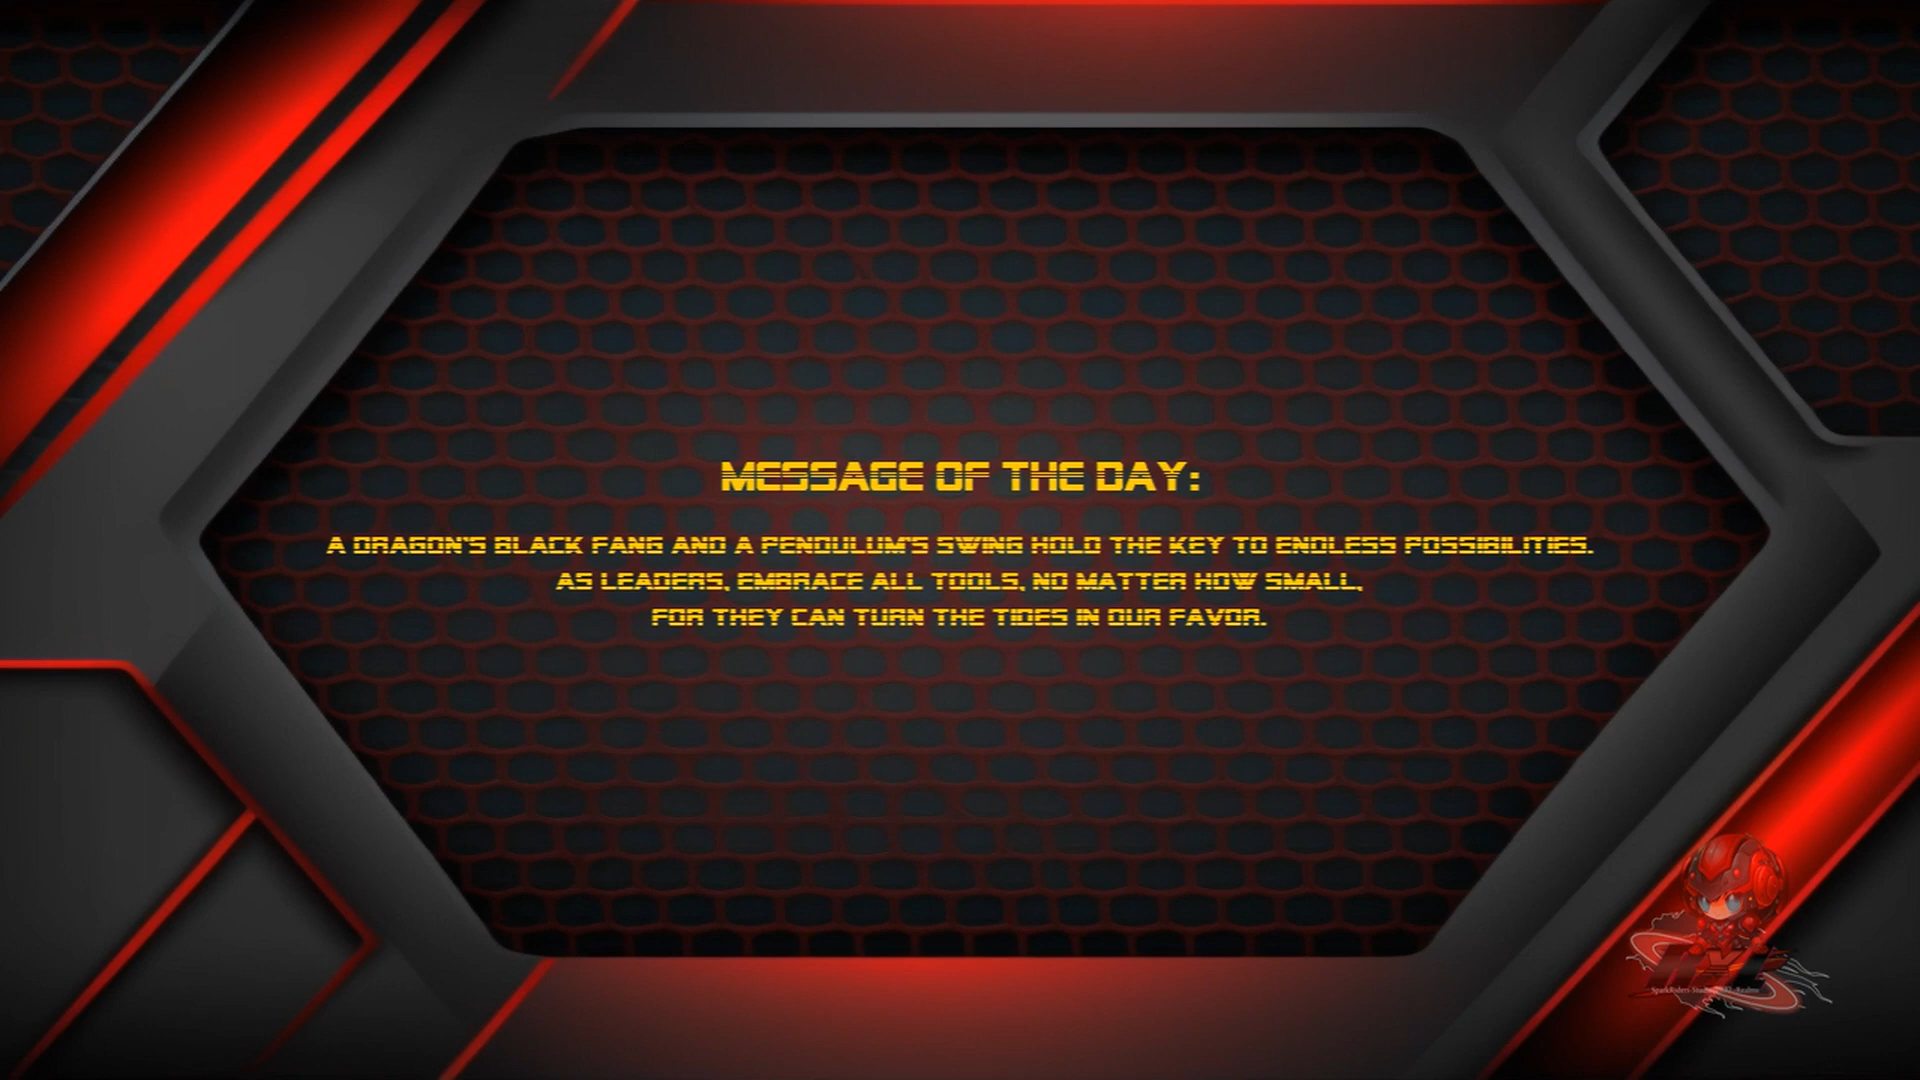 MESSAGE OF THE DAY:
A DRAGON'S BLACK FANG AND A PENDULUM'S SWING HOLD THE KEY TO ENDLESS POSSIBILITIES.
AS LEADERS, EMBRACE ALL TOOLS, NO MATTER HOW SMALL,
FOR THEY CAN TURN THE TIDES IN OUR FAVOR.